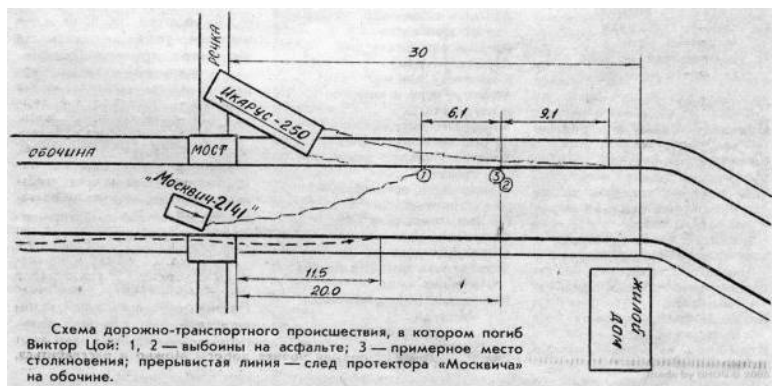 РЕЧКА
30
ИКАРУС-250
6,1
9,1
ОБОЧИНА
МОСТ
1
3
2
"Москвич-2141"
11.5
20.0
ЖИЛОЙ
ДОМ
Схема дорожно-транспортного происшествия, в котором погиб
Виктор Цой: 1, 2 — выбоины на асфальте; 3 — примерное место
столкновения; прерывистая линия — след протектора «Москвича»
на обочине.